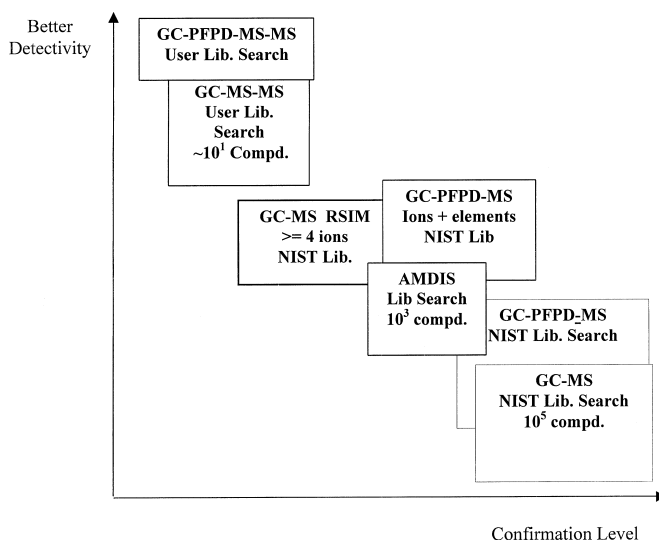 Better
Detectivity
GC-PFPD-MS-MS
User Lib. Search
GC-MS-MS
User Lib.
Search
~10¹ Compd.
GC-MS RSIM
>= 4 ions
NIST Lib.
GC-PFPD-MS
Ions + elements
NIST Lib
AMDIS
Lib Search
10³ compd.
GC-PFPD-MS
NIST Lib. Search
GC-MS
NIST Lib. Search
10⁵ compd.
Confirmation Level